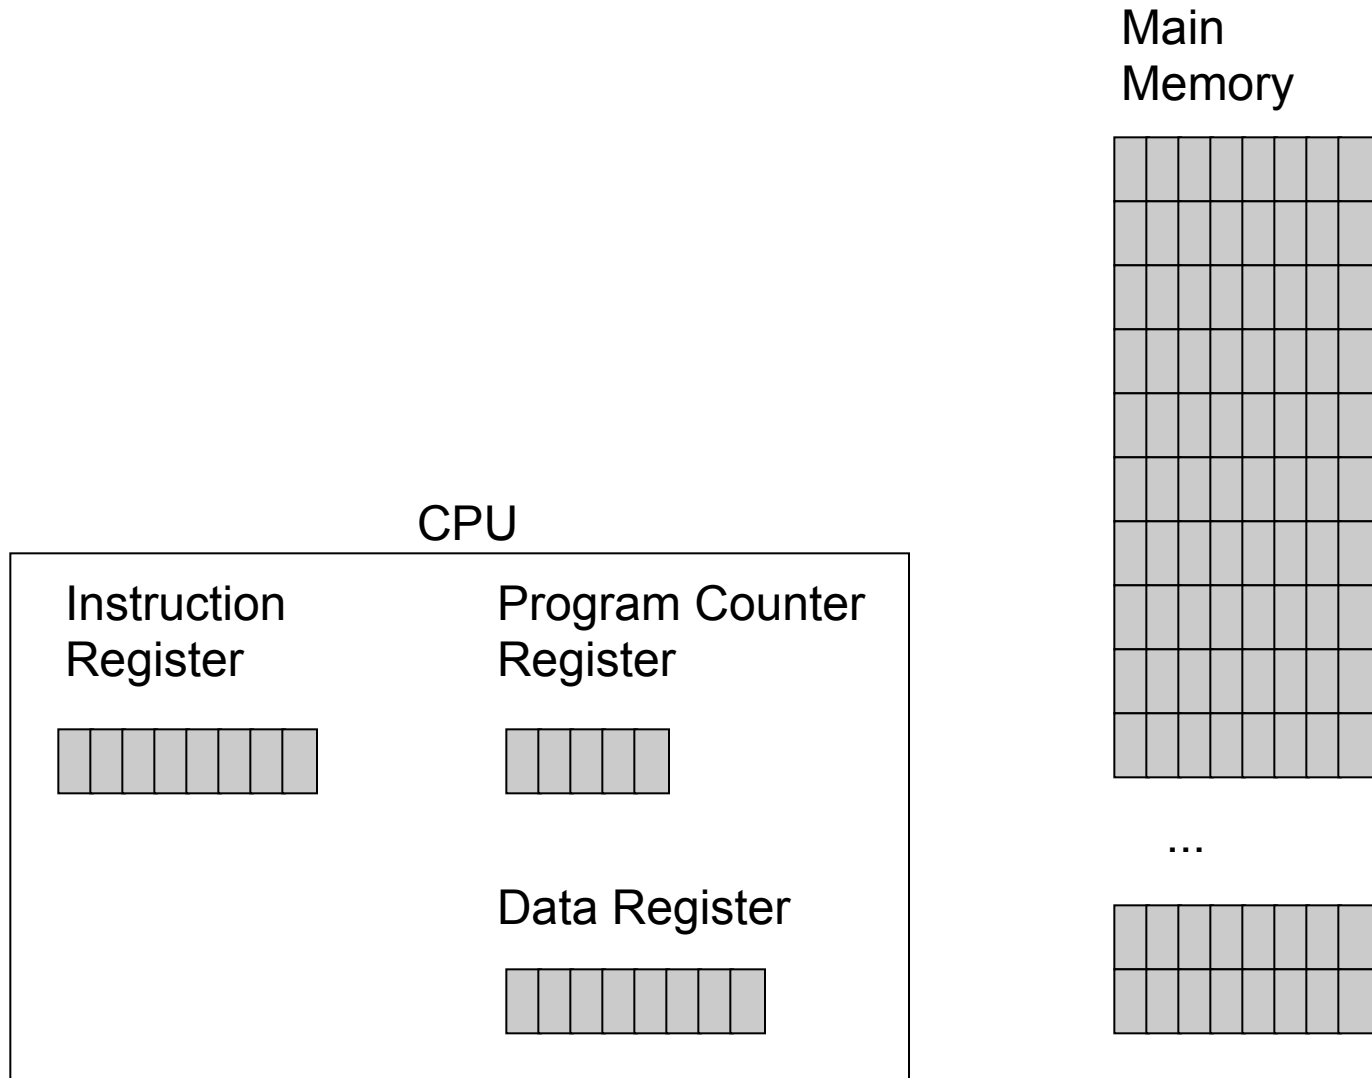 Main
Memory
CPU
Instruction
Register
Program Counter
Register
...
Data Register